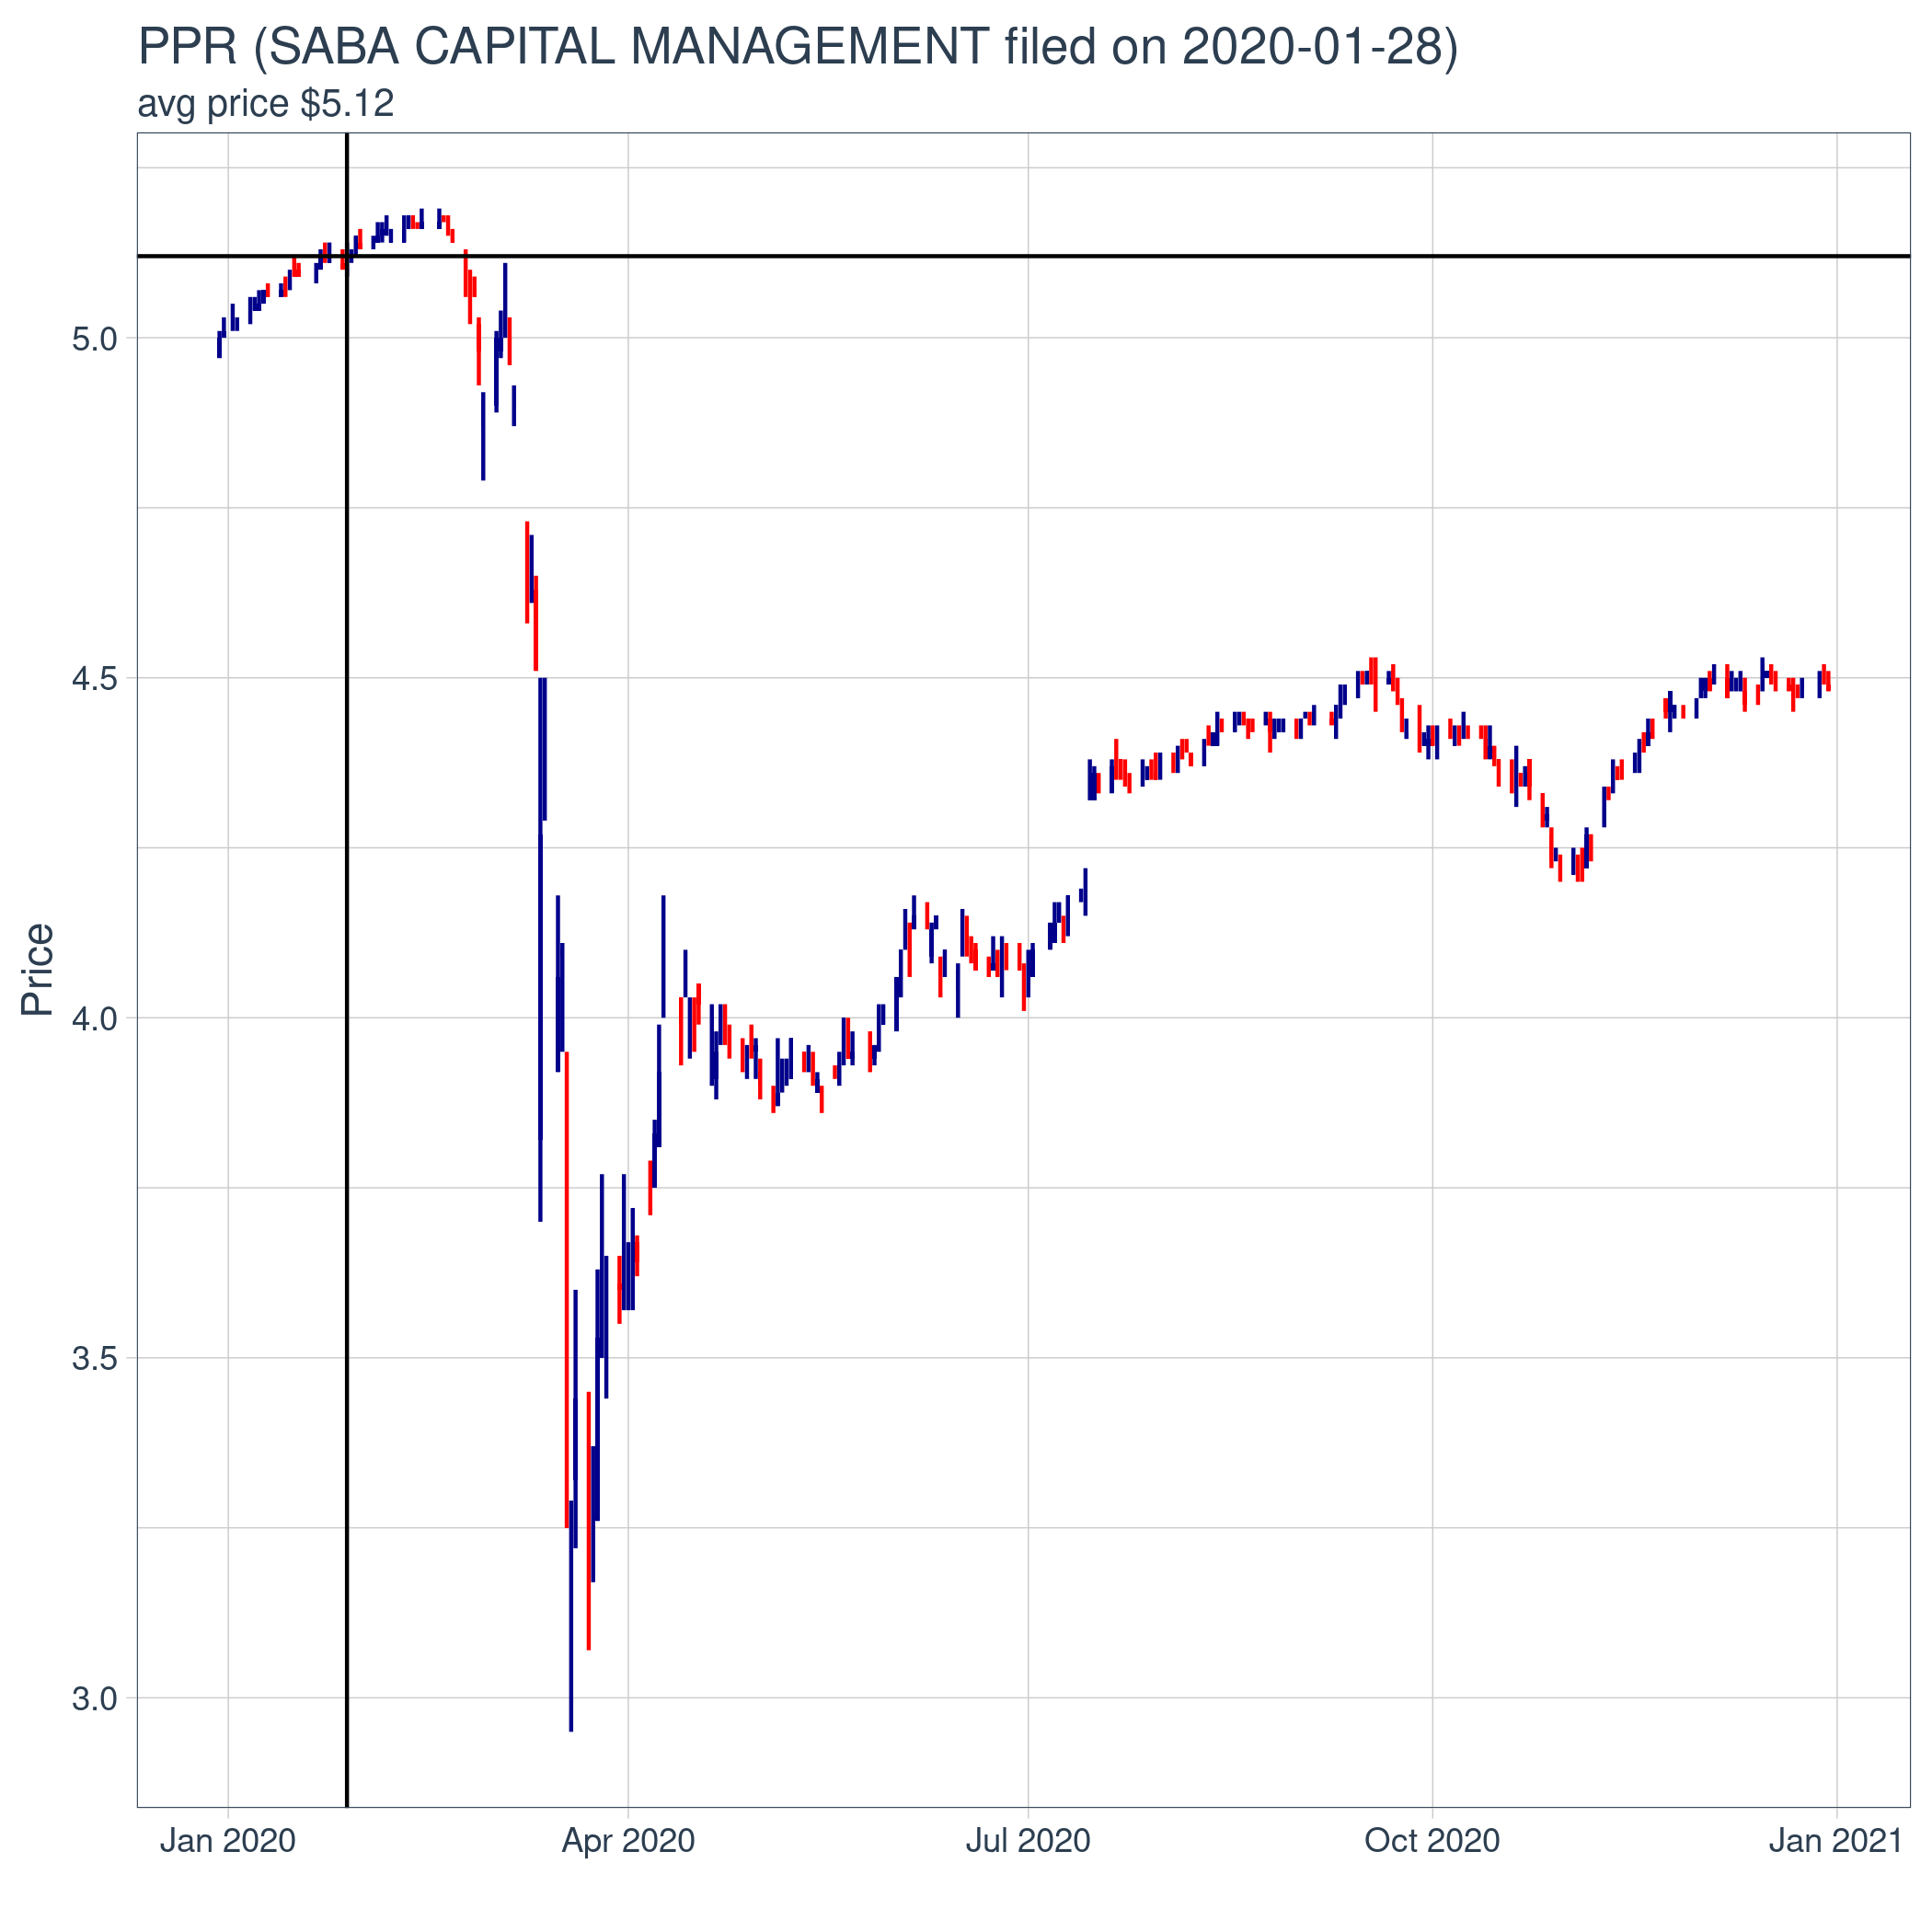 PPR (SABA CAPITAL MANAGEMENT filed on 2020-01-28)
avg price $5.12
Price
5.0
4.5
4.0
3.5
3.0
Jan 2020 Apr 2020 Jul 2020 Oct 2020 Jan 2021